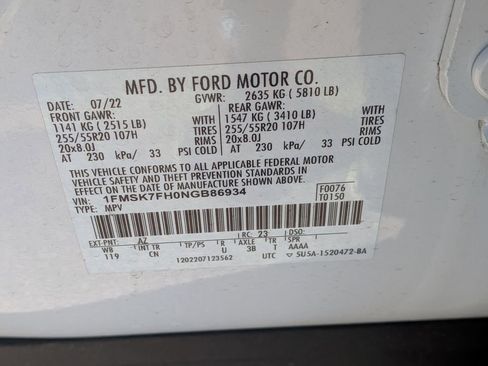 MFD. BY FORD MOTOR CO.
DATE: 07/22 GVWR: 2635 KG ( 5810 LB)
FRONT GAWR: REAR GAWR:
1141 KG ( 2515 LB) WITH 1547 KG ( 3410 LB) WITH
255/55R20 107H TIRES 255/55R20 107H TIRES
20x8.0J RIMS 20x8.0J RIMS
AT 230 kPa/ 33 PSI COLD AT 230 kPa/ 33 PSI COLD
THIS VEHICLE CONFORMS TO ALL APPLICABLE FEDERAL MOTOR
VEHICLE SAFETY AND THEFT PREVENTION STANDARDS IN EFFECT
ON THE DATE OF MANUFACTURE SHOWN ABOVE.
VIN: 1FMSK7FH0NGB86934 F0076
TYPE: MPV T0150
EXT-PNT: AZ RC: 23 DSO:
WB INT TR TP/PS R AXLE TR SPR
119 CN U 3B T AAAA
1202207123562 UTC 5U5A-1520472-BA